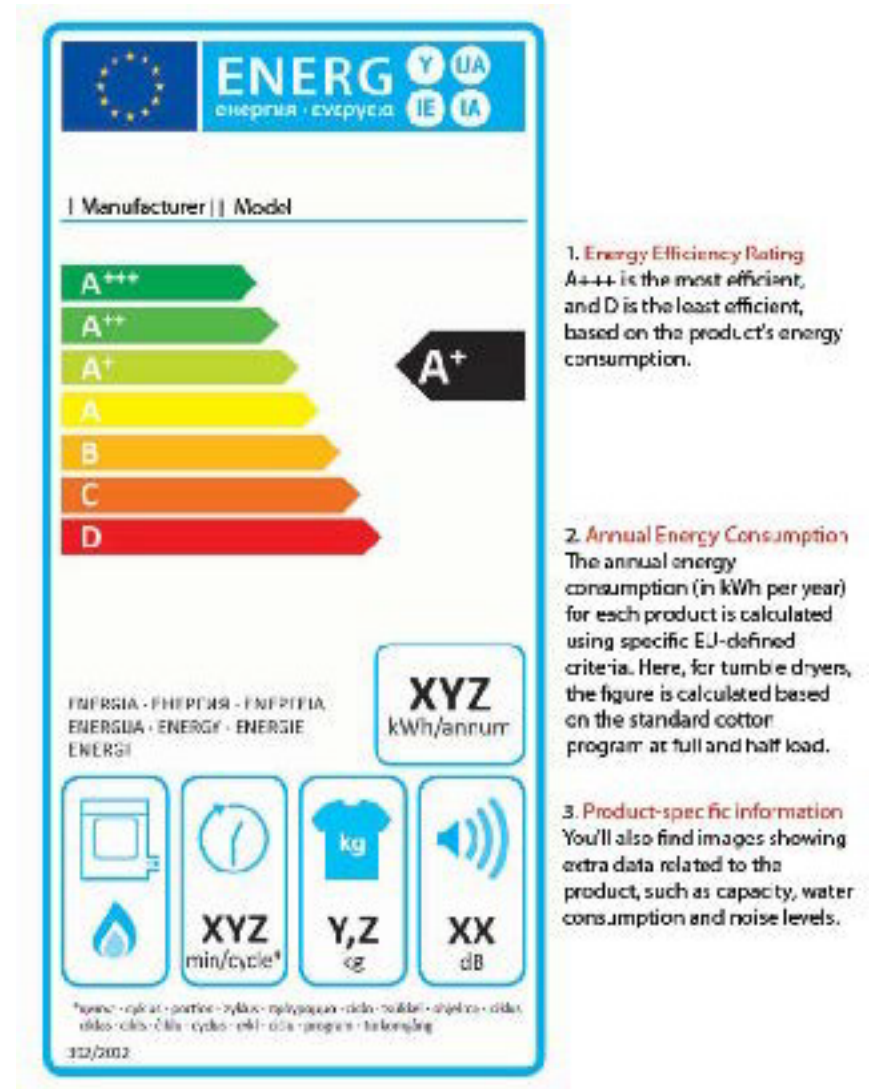 ENERG Y UA
енергия · ενεργεια IE IA
I Manufacturer || Model
A+++
A++
A+
A
B
C
D
A+
1. Energy Efficiency Rating
A+++ is the most efficient,
and D is the least efficient,
based on the product's energy
consumption.
2. Annual Energy Consumption
The annual energy
consumption (in kWh per year)
for each product is calculated
using specific EU-defined
criteria. Here, for tumble dryers,
the figure is calculated based
on the standard cotton
program at full and half load.
XYZ
kWh/annum
ENERGIA · ЕНЕРГИЯ · ΕΝΕΡΓΕΙΑ
ENERGIJA · ENERGY · ENERGIE
ENERGI
3. Product-specific information
You'll also find images showing
extra data related to the
product, such as capacity, water
consumption and noise levels.
kg
XYZ
min/cycle*
Y,Z
kg
XX
dB
program